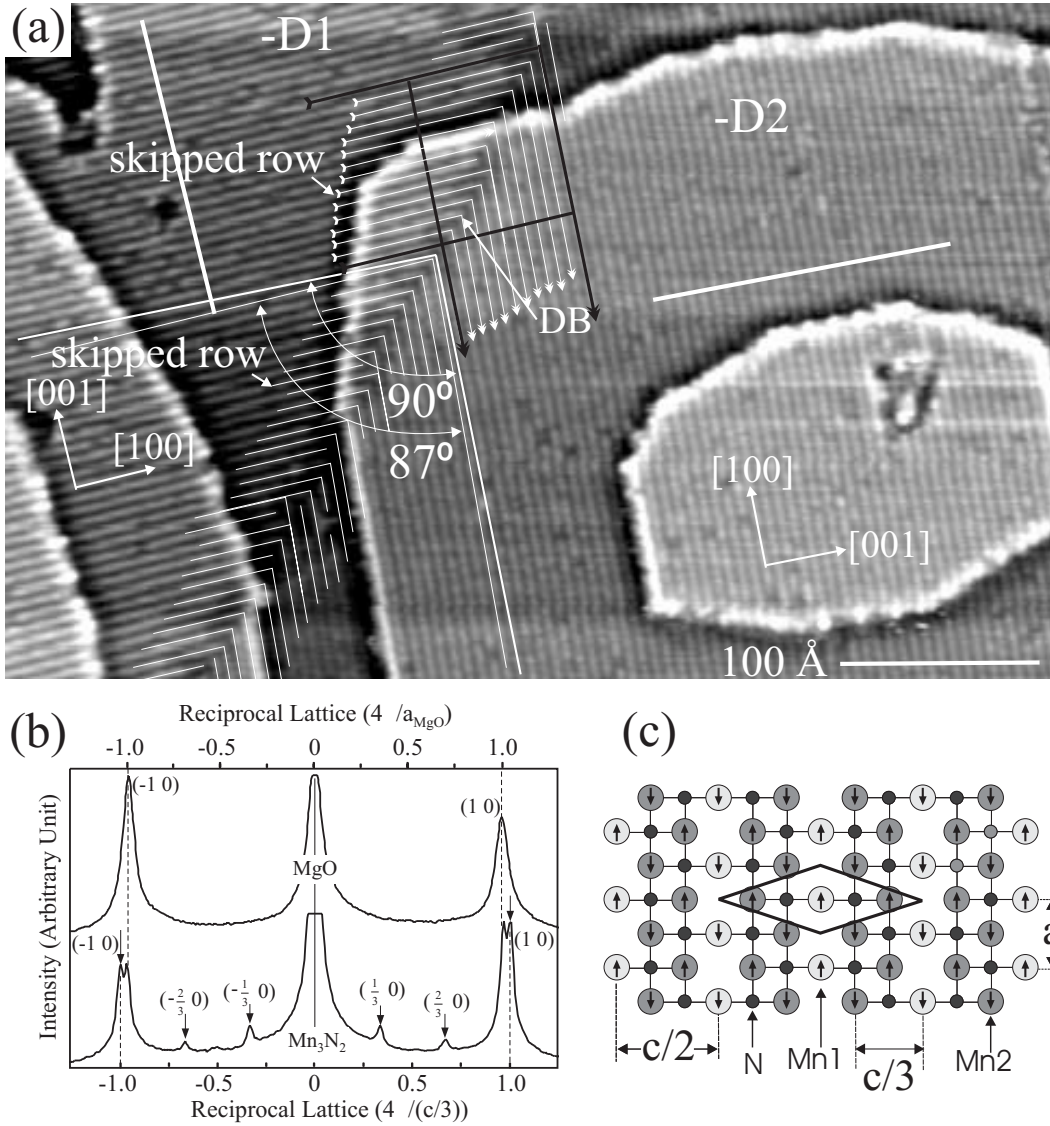 (a)
-D1
-D2
skipped row
DB
skipped row
[001]
[100]
90º
87º
[100]
[001]
100 Å
(b)
Reciprocal Lattice (4 /a_MgO)
-1.0 -0.5 0 0.5 1.0
(-1 0)
(1 0)
MgO
Intensity (Arbitrary Unit)
(-1 0)
(1 0)
(-2/3 0)
(-1/3 0)
(1/3 0)
(2/3 0)
Mn₃N₂
-1.0 -0.5 0 0.5 1.0
Reciprocal Lattice (4 /(c/3))
(c)
a
c/2
N
Mn1
c/3
Mn2